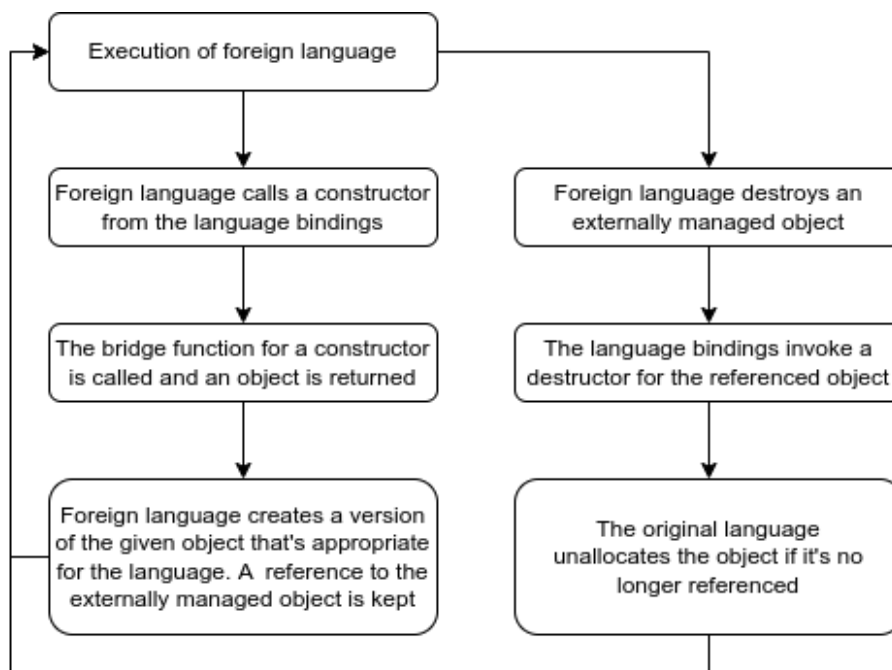 Execution of foreign language
Foreign language calls a constructor
from the language bindings
The bridge function for a constructor
is called and an object is returned
Foreign language creates a version
of the given object that's appropriate
for the language. A reference to the
externally managed object is kept
Foreign language destroys an
externally managed object
The language bindings invoke a
destructor for the referenced object
The original language
unallocates the object if it's no
longer referenced